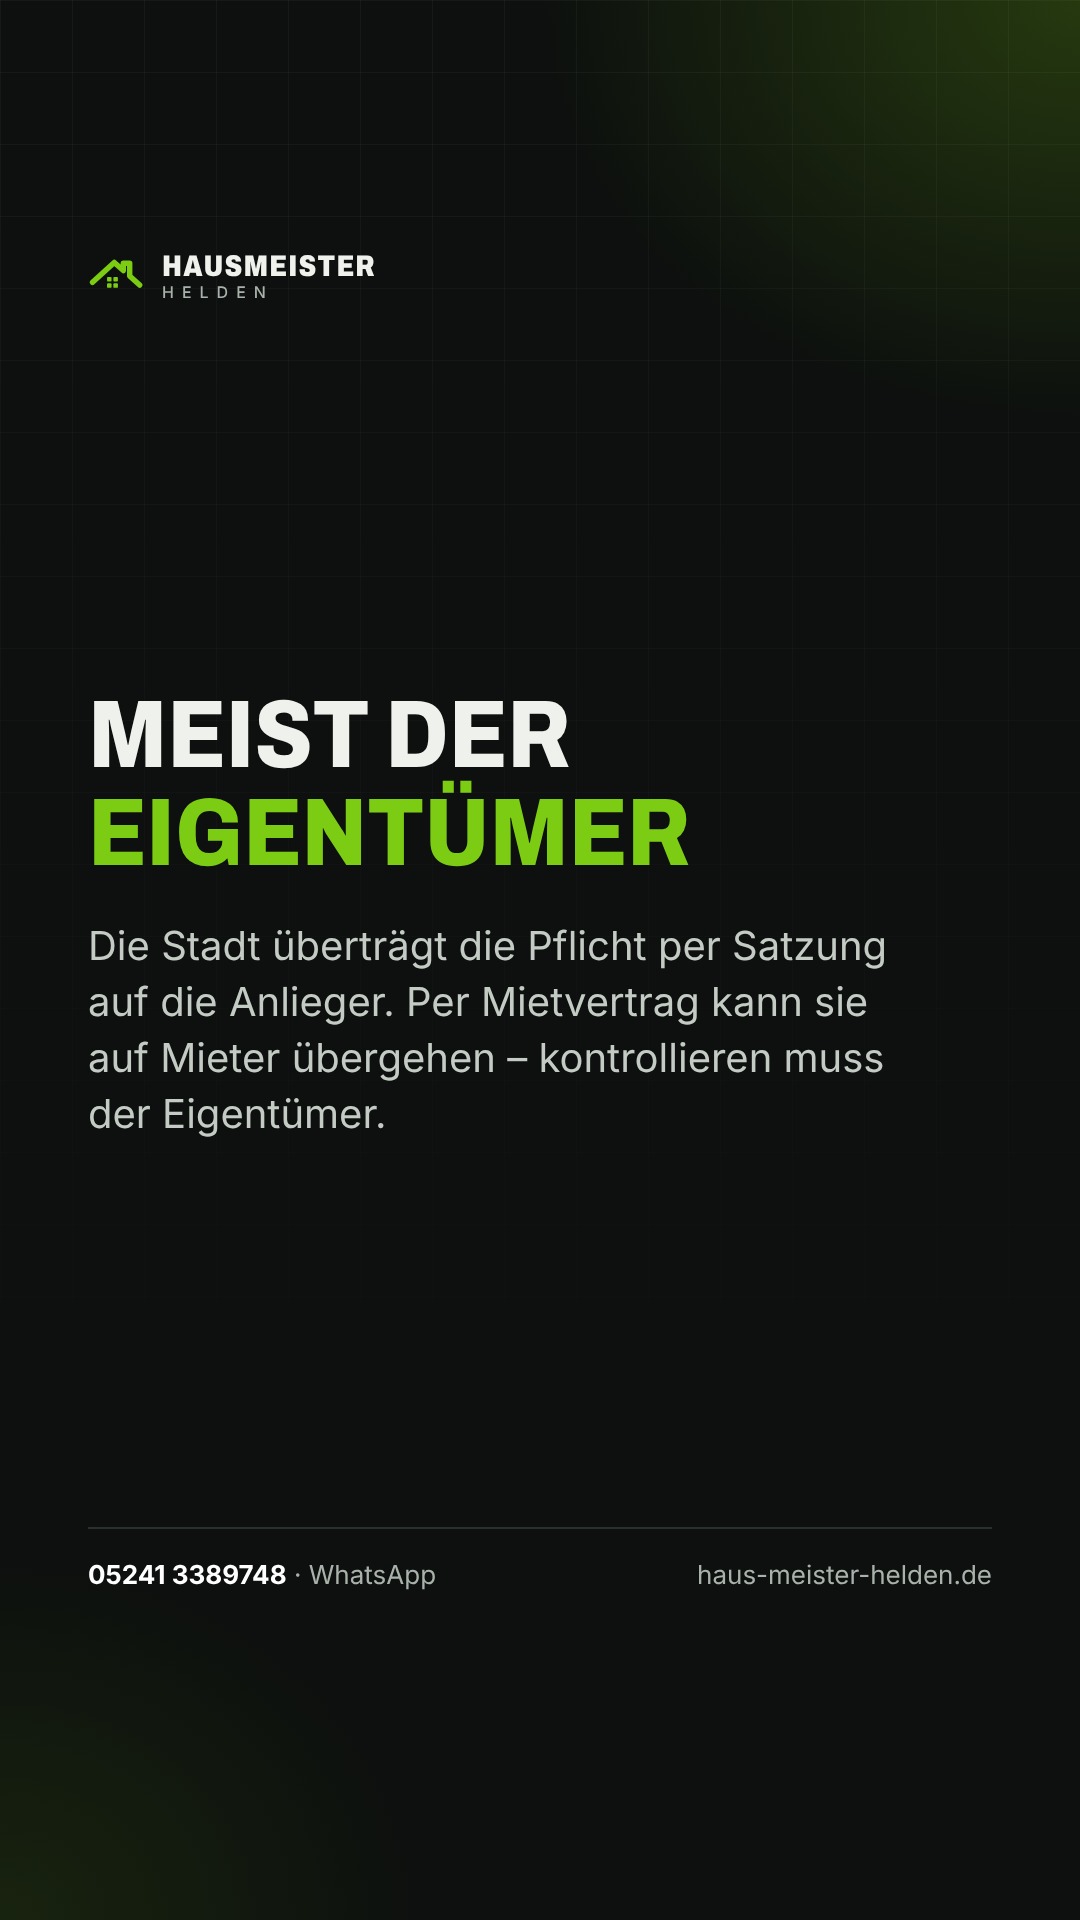 HAUSMEISTER
HELDEN
MEIST DER
EIGENTÜMER
Die Stadt überträgt die Pflicht per Satzung
auf die Anlieger. Per Mietvertrag kann sie
auf Mieter übergehen – kontrollieren muss
der Eigentümer.
05241 3389748 · WhatsApp
haus-meister-helden.de